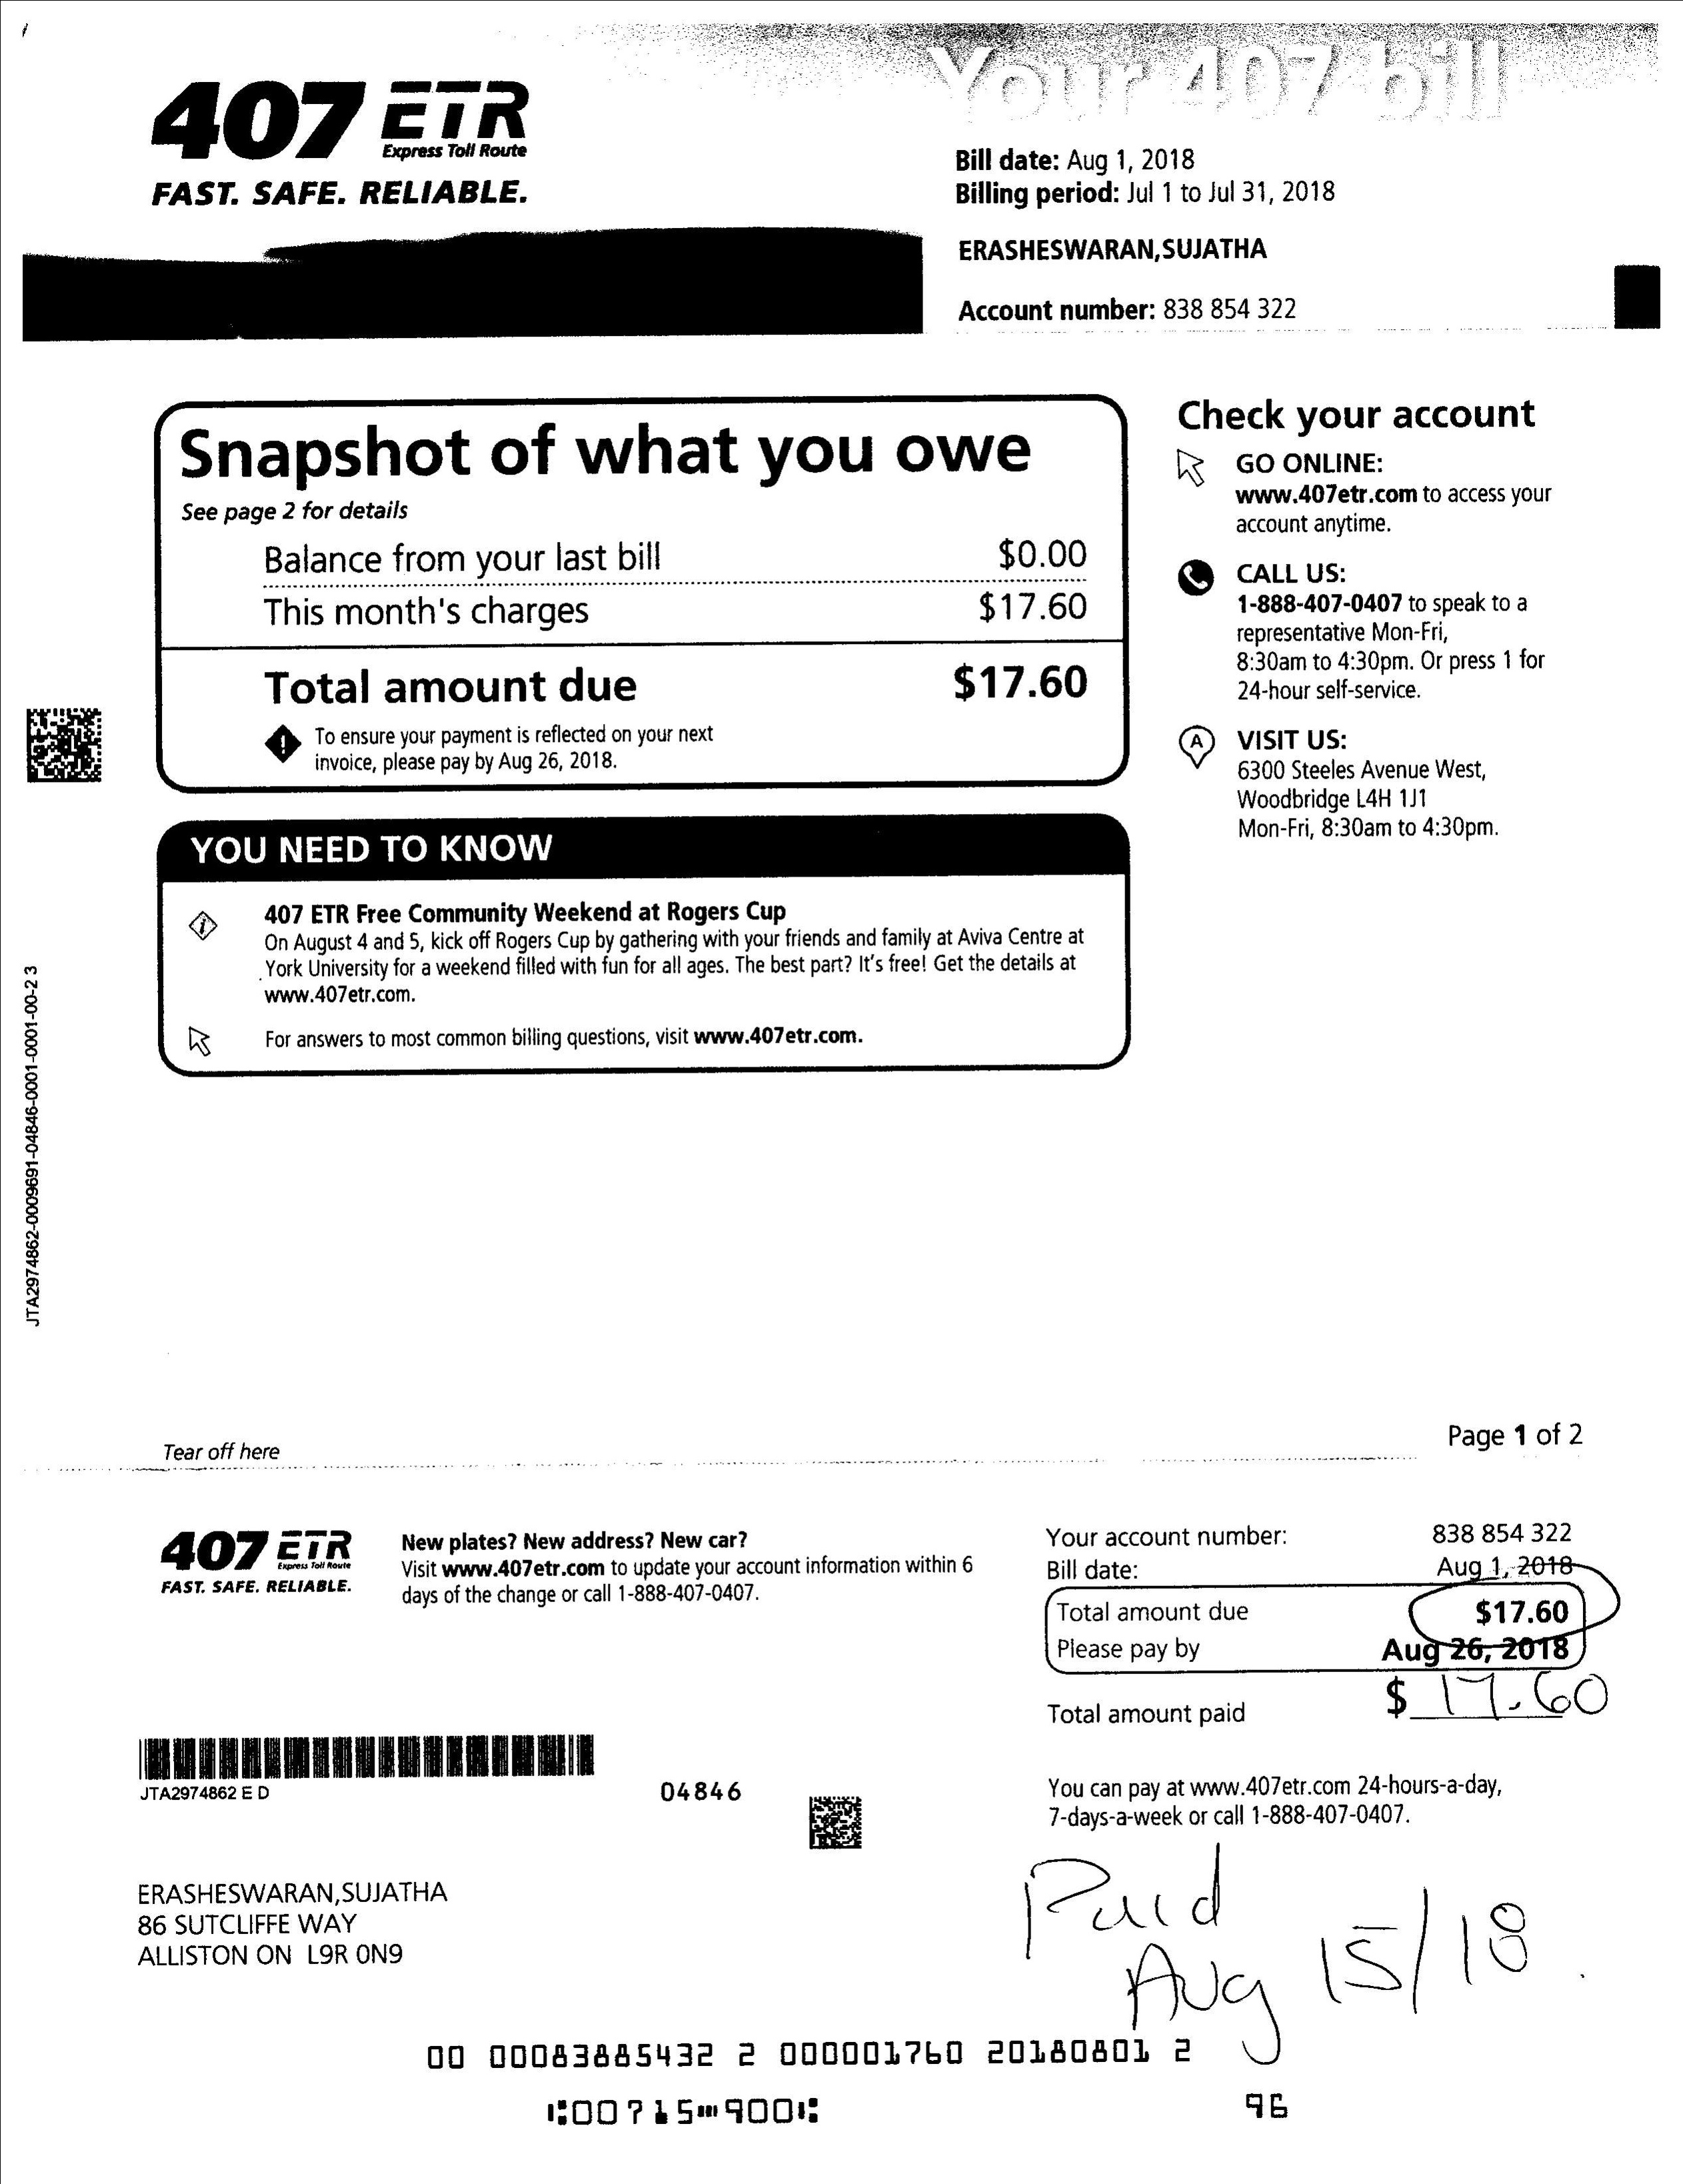 Your 407 bill
407 ETR
Express Toll Route
FAST. SAFE. RELIABLE.
Bill date: Aug 1, 2018
Billing period: Jul 1 to Jul 31, 2018
ERASHESWARAN,SUJATHA
Account number: 838 854 322
Snapshot of what you owe
See page 2 for details
Balance from your last bill $0.00
This month's charges $17.60
Total amount due $17.60
To ensure your payment is reflected on your next
invoice, please pay by Aug 26, 2018.
Check your account
GO ONLINE:
www.407etr.com to access your
account anytime.
CALL US:
1-888-407-0407 to speak to a
representative Mon-Fri,
8:30am to 4:30pm. Or press 1 for
24-hour self-service.
A
VISIT US:
6300 Steeles Avenue West,
Woodbridge L4H 1J1
Mon-Fri, 8:30am to 4:30pm.
YOU NEED TO KNOW
407 ETR Free Community Weekend at Rogers Cup
On August 4 and 5, kick off Rogers Cup by gathering with your friends and family at Aviva Centre at
York University for a weekend filled with fun for all ages. The best part? It's free! Get the details at
www.407etr.com.
For answers to most common billing questions, visit www.407etr.com.
JTA2974862-0009691-04846-0001-0001-00-2 3
Page 1 of 2
Tear off here
407 ETR
Express Toll Route
FAST. SAFE. RELIABLE.
New plates? New address? New car?
Visit www.407etr.com to update your account information within 6
days of the change or call 1-888-407-0407.
Your account number: 838 854 322
Bill date: Aug 1, 2018
Total amount due $17.60
Please pay by Aug 26, 2018
Total amount paid $ 17.60
JTA2974862 E D
04846
You can pay at www.407etr.com 24-hours-a-day,
7-days-a-week or call 1-888-407-0407.
Paid
Aug 15/18
ERASHESWARAN,SUJATHA
86 SUTCLIFFE WAY
ALLISTON ON L9R 0N9
00 00083885432 2 000001760 20180801 2
⑆00715⑉900⑆
96